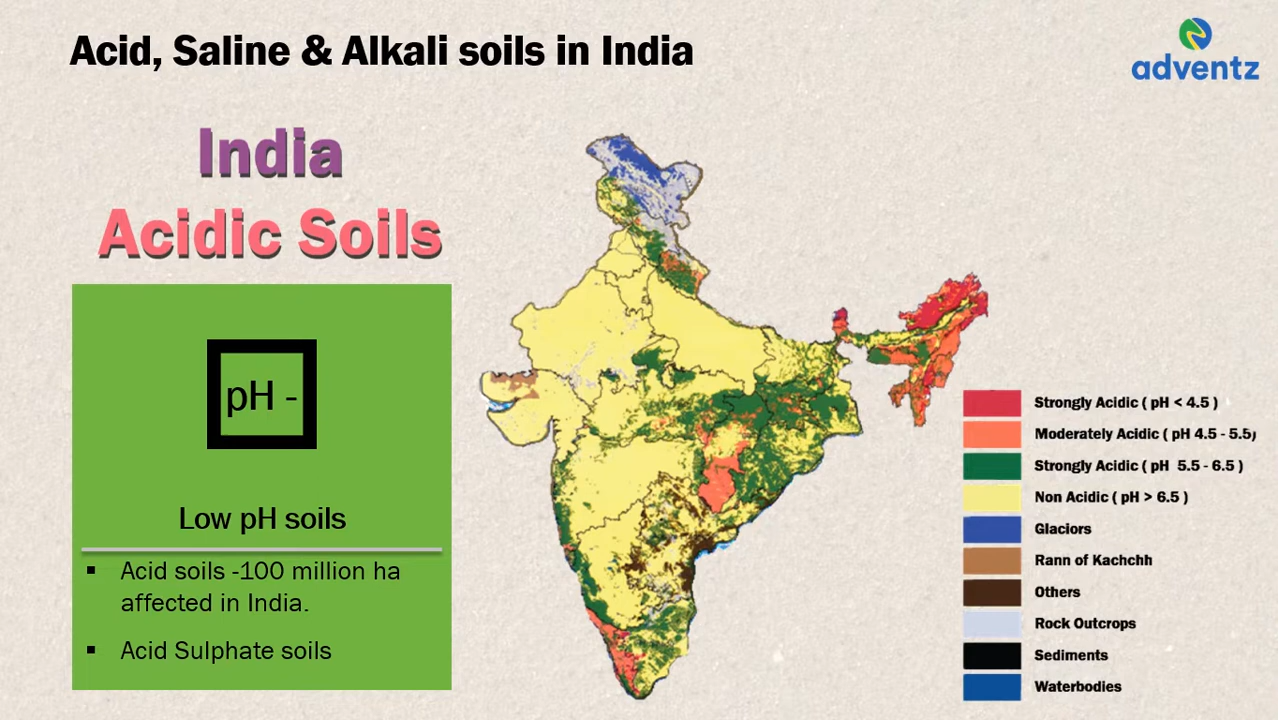 Acid, Saline & Alkali soils in India
adventz
India
Acidic Soils
pH -
Low pH soils
▪ Acid soils -100 million ha
affected in India.
▪ Acid Sulphate soils
Strongly Acidic ( pH < 4.5 )
Moderately Acidic ( pH 4.5 - 5.5)
Strongly Acidic ( pH 5.5 - 6.5 )
Non Acidic ( pH > 6.5 )
Glaciors
Rann of Kachchh
Others
Rock Outcrops
Sediments
Waterbodies